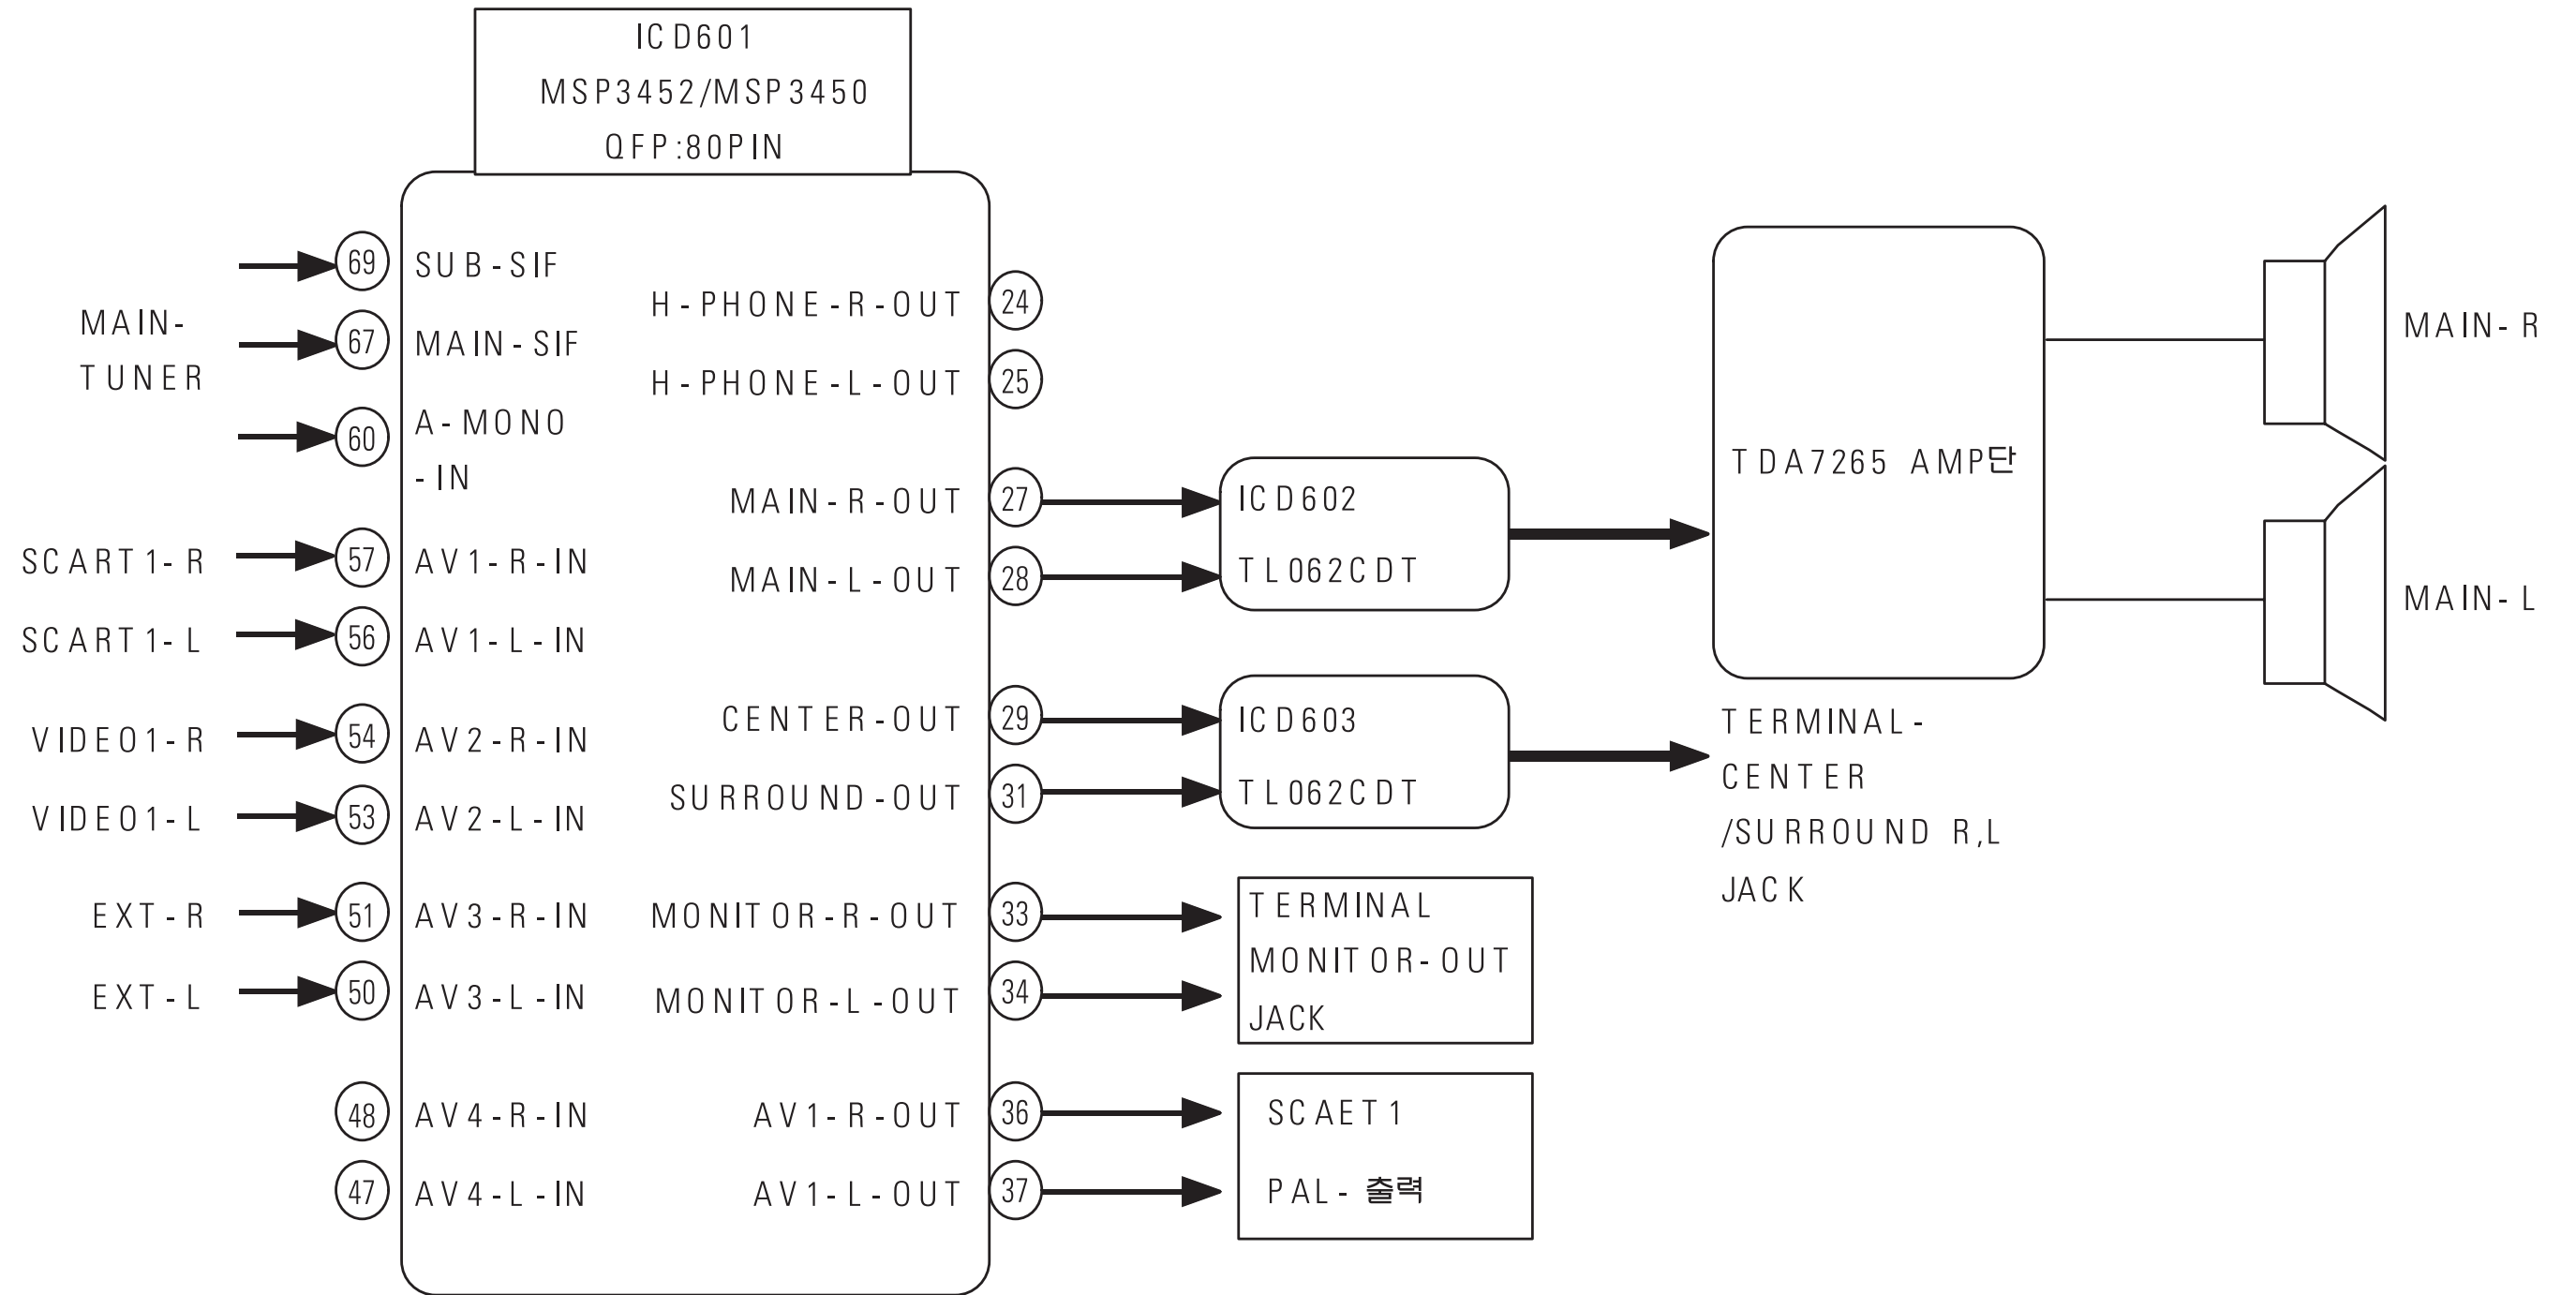 ICD601
MSP3452/MSP3450
QFP:80PIN
MAIN-
TUNER
69 SUB-SIF
67 MAIN-SIF
60 A-MONO
-IN
SCART1-R 57 AV1-R-IN
SCART1-L 56 AV1-L-IN
VIDEO1-R 54 AV2-R-IN
VIDEO1-L 53 AV2-L-IN
EXT-R 51 AV3-R-IN
EXT-L 50 AV3-L-IN
48 AV4-R-IN
47 AV4-L-IN
H-PHONE-R-OUT 24
H-PHONE-L-OUT 25
MAIN-R-OUT 27
MAIN-L-OUT 28
CENTER-OUT 29
SURROUND-OUT 31
MONITOR-R-OUT 33
MONITOR-L-OUT 34
AV1-R-OUT 36
AV1-L-OUT 37
ICD602
TL062CDT
ICD603
TL062CDT
TERMINAL
MONITOR-OUT
JACK
SCAET1
PAL-출력
TDA7265 AMP단
TERMINAL-
CENTER
/SURROUND R,L
JACK
MAIN-R
MAIN-L